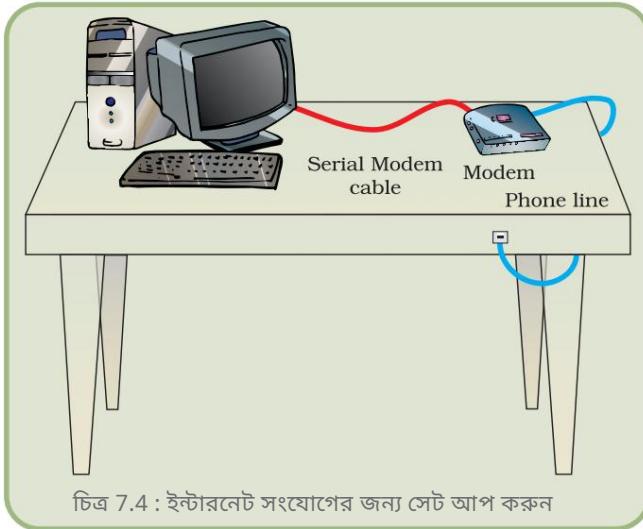 Serial Modem
cable
Modem
Phone line
চিত্র 7.4 : ইন্টারনেট সংযোগের জন্য সেট আপ করুন